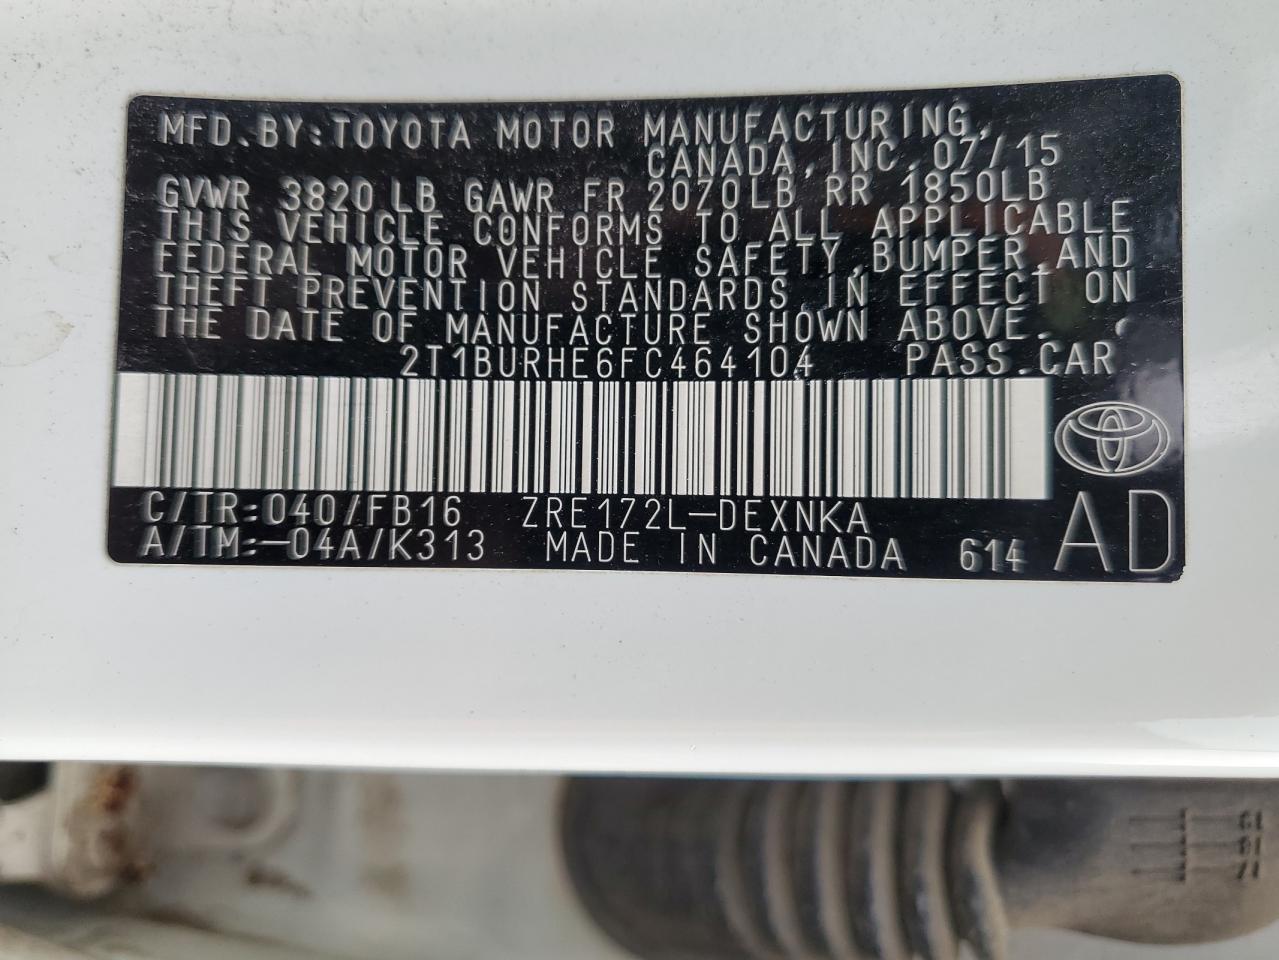 MFD.BY:TOYOTA MOTOR MANUFACTURING,
CANADA,INC.07/15
GVWR 3820LB GAWR FR 2070LB RR 1850LB
THIS VEHICLE CONFORMS TO ALL APPLICABLE
FEDERAL MOTOR VEHICLE SAFETY,BUMPER,AND
THEFT PREVENTION STANDARDS IN EFFECT ON
THE DATE OF MANUFACTURE SHOWN ABOVE.
2T1BURHE6FC464104 PASS.CAR
C/TR:040/FB16 ZRE172L-DEXNKA
A/TM:-04A/K313 MADE IN CANADA 614 AD